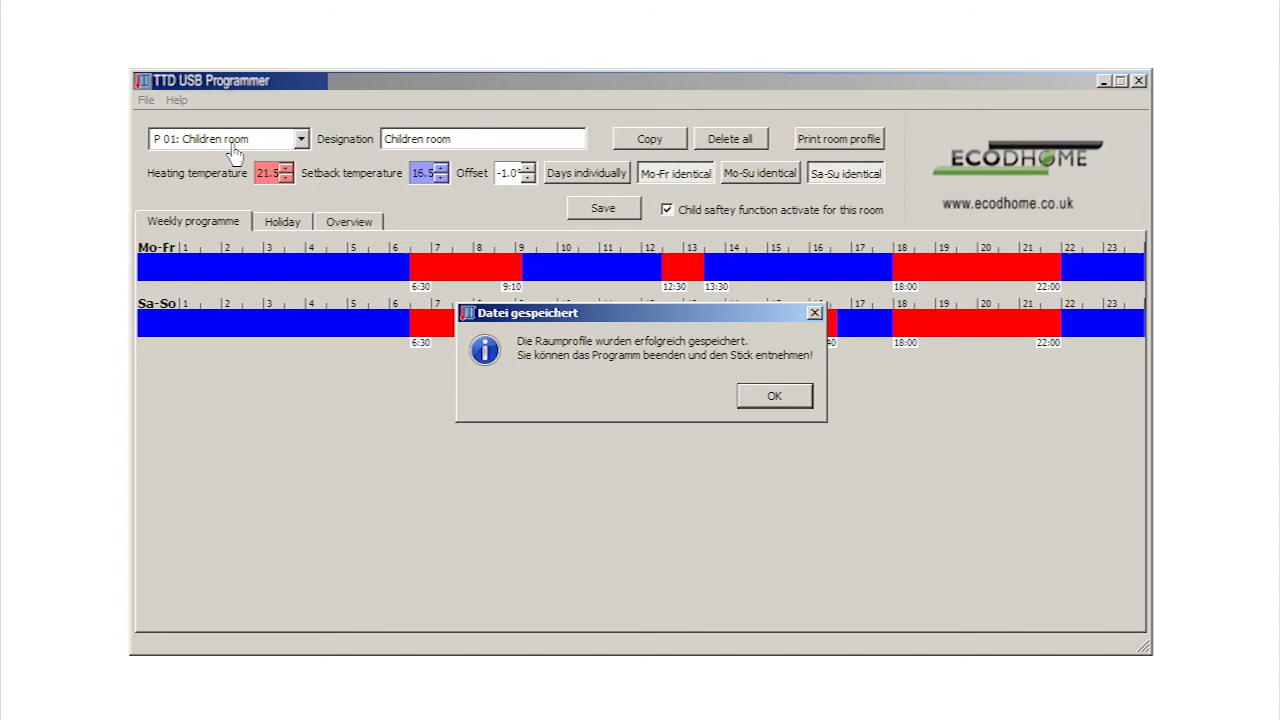 TTD USB Programmer
File Help
P 01: Children room Designation Children room Copy Delete all Print room profile
ECODHOME
Heating temperature 21.5 Setback temperature 16.5 Offset -1.0° Days individually Mo-Fr identical Mo-Su identical Sa-Su identical
www.ecodhome.co.uk
Save Child saftey function activate for this room
Weekly programme Holiday Overview
Mo-Fr 1 2 3 4 5 6 7 8 9 10 11 12 13 14 15 16 17 18 19 20 21 22 23
6:30 9:10 12:30 13:30 18:00 22:00
Sa-So 1 2 3 4 5 6 7 17 18 19 20 21 22 23
Datei gespeichert
6:30 40 18:00 22:00
Die Raumprofile wurden erfolgreich gespeichert.
Sie können das Programm beenden und den Stick entnehmen!
OK